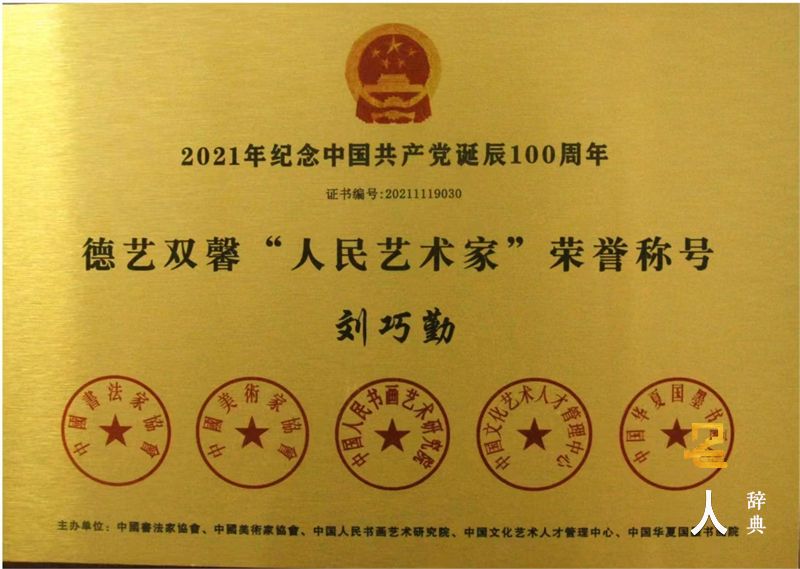 2021年纪念中国共产党诞辰100周年
证书编号:20211119030
德艺双馨“人民艺术家”荣誉称号
刘巧勤
中國書法家協會
中國美術家協會
中国人民书画艺术研究院
中国文化艺术人才管理中心
中国华夏国墨书
主办单位：中國書法家協會、中國美術家協會、中国人民书画艺术研究院、中国文化艺术人才管理中心、中国华夏国墨书画院
人
辞典